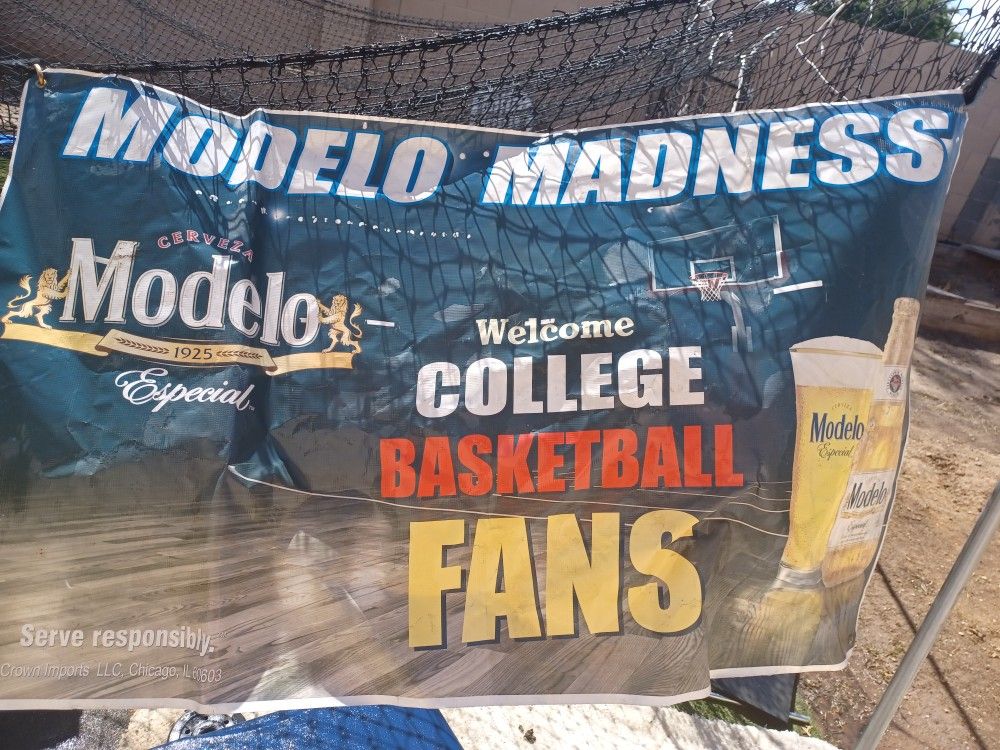 MODELO MADNESS
CERVEZA
Modelo
1925
Especial
Welcome
COLLEGE
BASKETBALL
FANS
CERVEZA
Modelo
Especial
Modelo
Serve responsibly.
Crown Imports LLC, Chicago, IL 60603